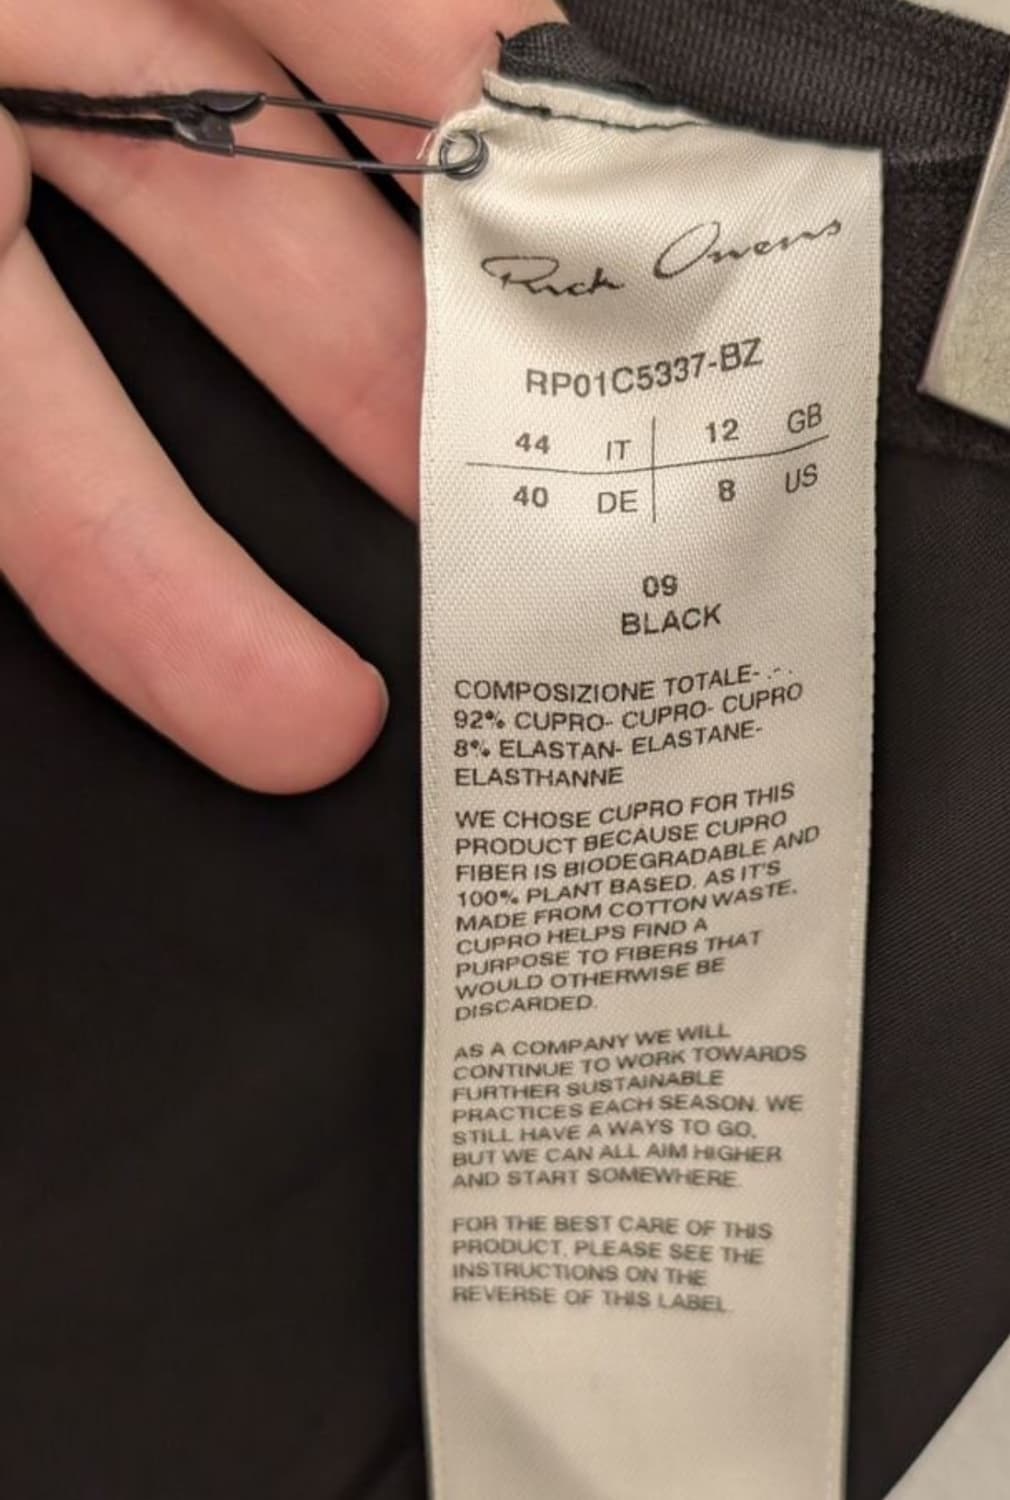 Rick Owens
RP01C5337-BZ
44 IT 12 GB
40 DE 8 US
09
BLACK
COMPOSIZIONE TOTALE- .-.
92% CUPRO- CUPRO- CUPRO
8% ELASTAN- ELASTANE-
ELASTHANNE
WE CHOSE CUPRO FOR THIS
PRODUCT BECAUSE CUPRO
FIBER IS BIODEGRADABLE AND
100% PLANT BASED. AS IT'S
MADE FROM COTTON WASTE.
CUPRO HELPS FIND A
PURPOSE TO FIBERS THAT
WOULD OTHERWISE BE
DISCARDED.
AS A COMPANY WE WILL
CONTINUE TO WORK TOWARDS
FURTHER SUSTAINABLE
PRACTICES EACH SEASON. WE
STILL HAVE A WAYS TO GO,
BUT WE CAN ALL AIM HIGHER
AND START SOMEWHERE.
FOR THE BEST CARE OF THIS
PRODUCT, PLEASE SEE THE
INSTRUCTIONS ON THE
REVERSE OF THIS LABEL.